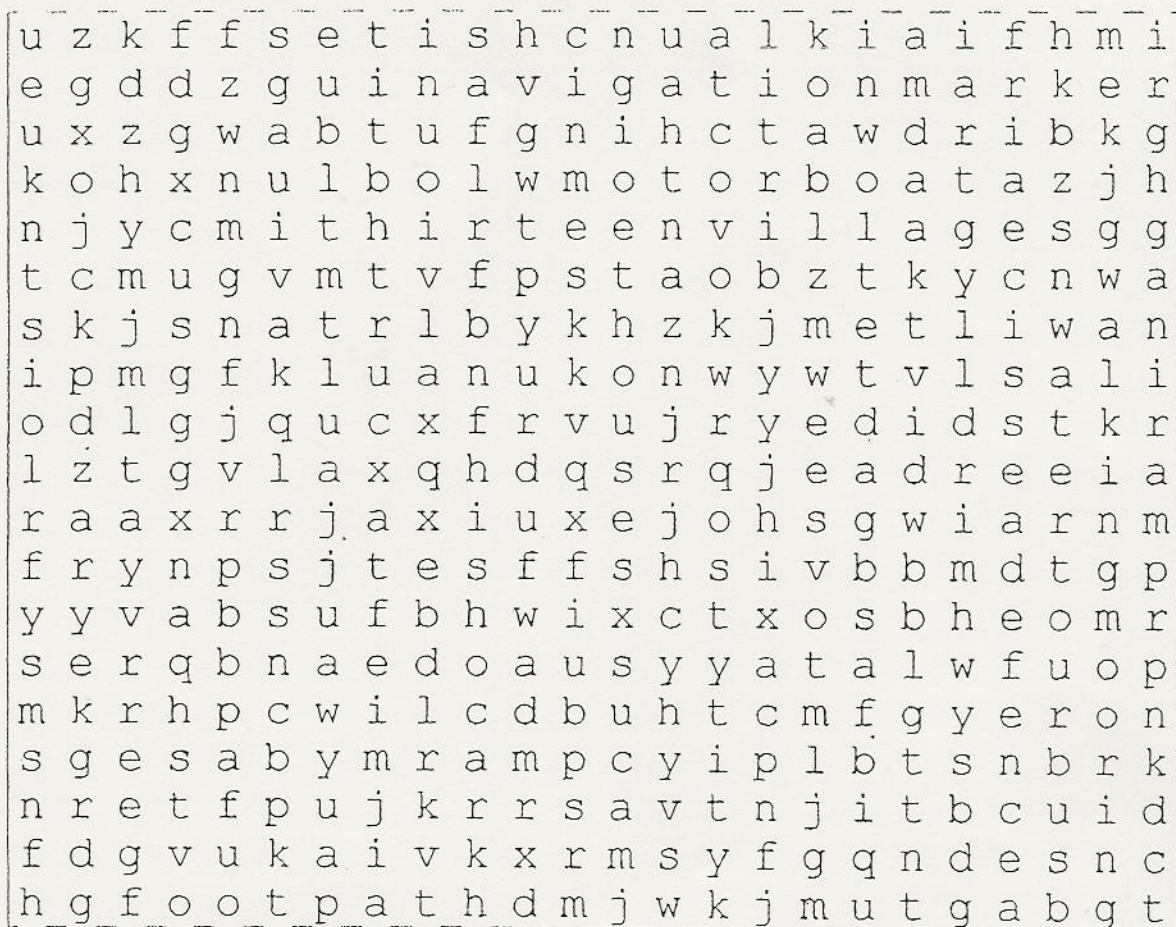 u z k f f s e t i s h c n u a l k i a i f h m i
e g d d z g u i n a v i g a t i o n m a r k e r
u x z g w a b t u f g n i h c t a w d r i b k g
k o h x n u l b o l w m o t o r b o a t a z j h
n j y c m i t h i r t e e n v i l l a g e s g g
t c m u g v m t v f p s t a o b z t k y c n w a
s k j s n a t r l b y k h z k j m e t l i w a n
i p m g f k l u a n u k o n w y w t v l s a l i
o d l g j q u c x f r v u j r y e d i d s t k r
l z t g v l a x q h d q s r q j e a d r e e i a
r a a x r r j a x i u x e j o h s g w i a r n m
f r y n p s j t e s f f s h s i v b b m d t g p
y y v a b s u f b h w i x c t x o s b h e o m r
s e r q b n a e d o a u s y y a t a l w f u o p
m k r h p c w i l c d b u h t c m f g y e r o n
s g e s a b y m r a m p c y i p l b t s n b r k
n r e t f p u j k r r s a v t n j i t b c u i d
f d g v u k a i v k x r m s y f g q n d e s n c
h g f o o t p a t h d m j w k j m u t g a b g t